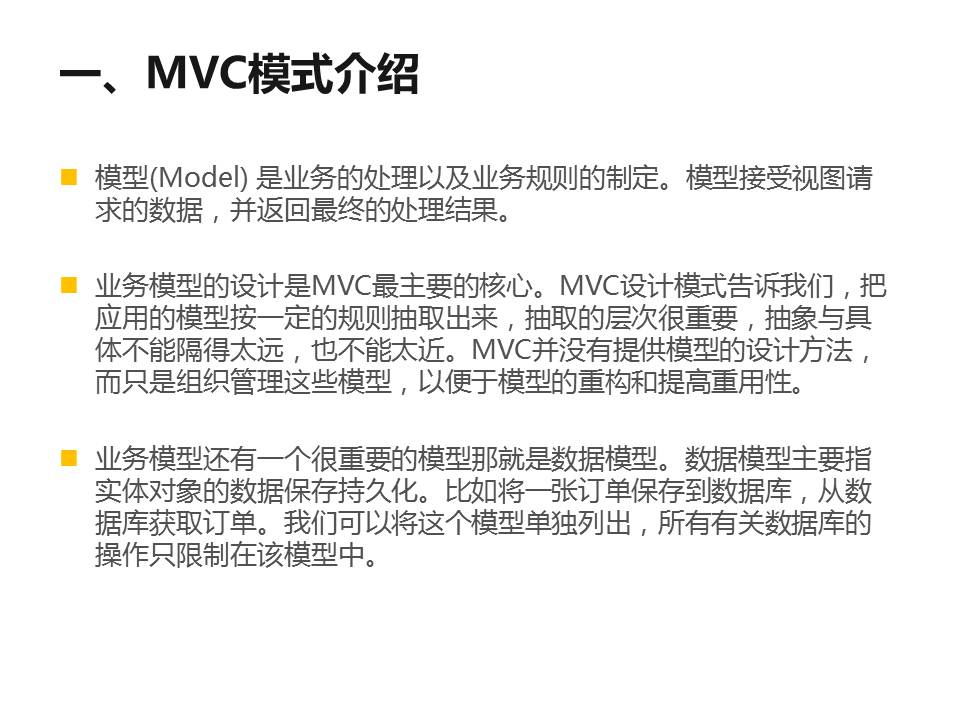 一、MVC模式介绍
模型(Model) 是业务的处理以及业务规则的制定。模型接受视图请
求的数据，并返回最终的处理结果。
业务模型的设计是MVC最主要的核心。MVC设计模式告诉我们，把
应用的模型按一定的规则抽取出来，抽取的层次很重要，抽象与具
体不能隔得太远，也不能太近。MVC并没有提供模型的设计方法，
而只是组织管理这些模型，以便于模型的重构和提高重用性。
业务模型还有一个很重要的模型那就是数据模型。数据模型主要指
实体对象的数据保存持久化。比如将一张订单保存到数据库，从数
据库获取订单。我们可以将这个模型单独列出，所有有关数据库的
操作只限制在该模型中。